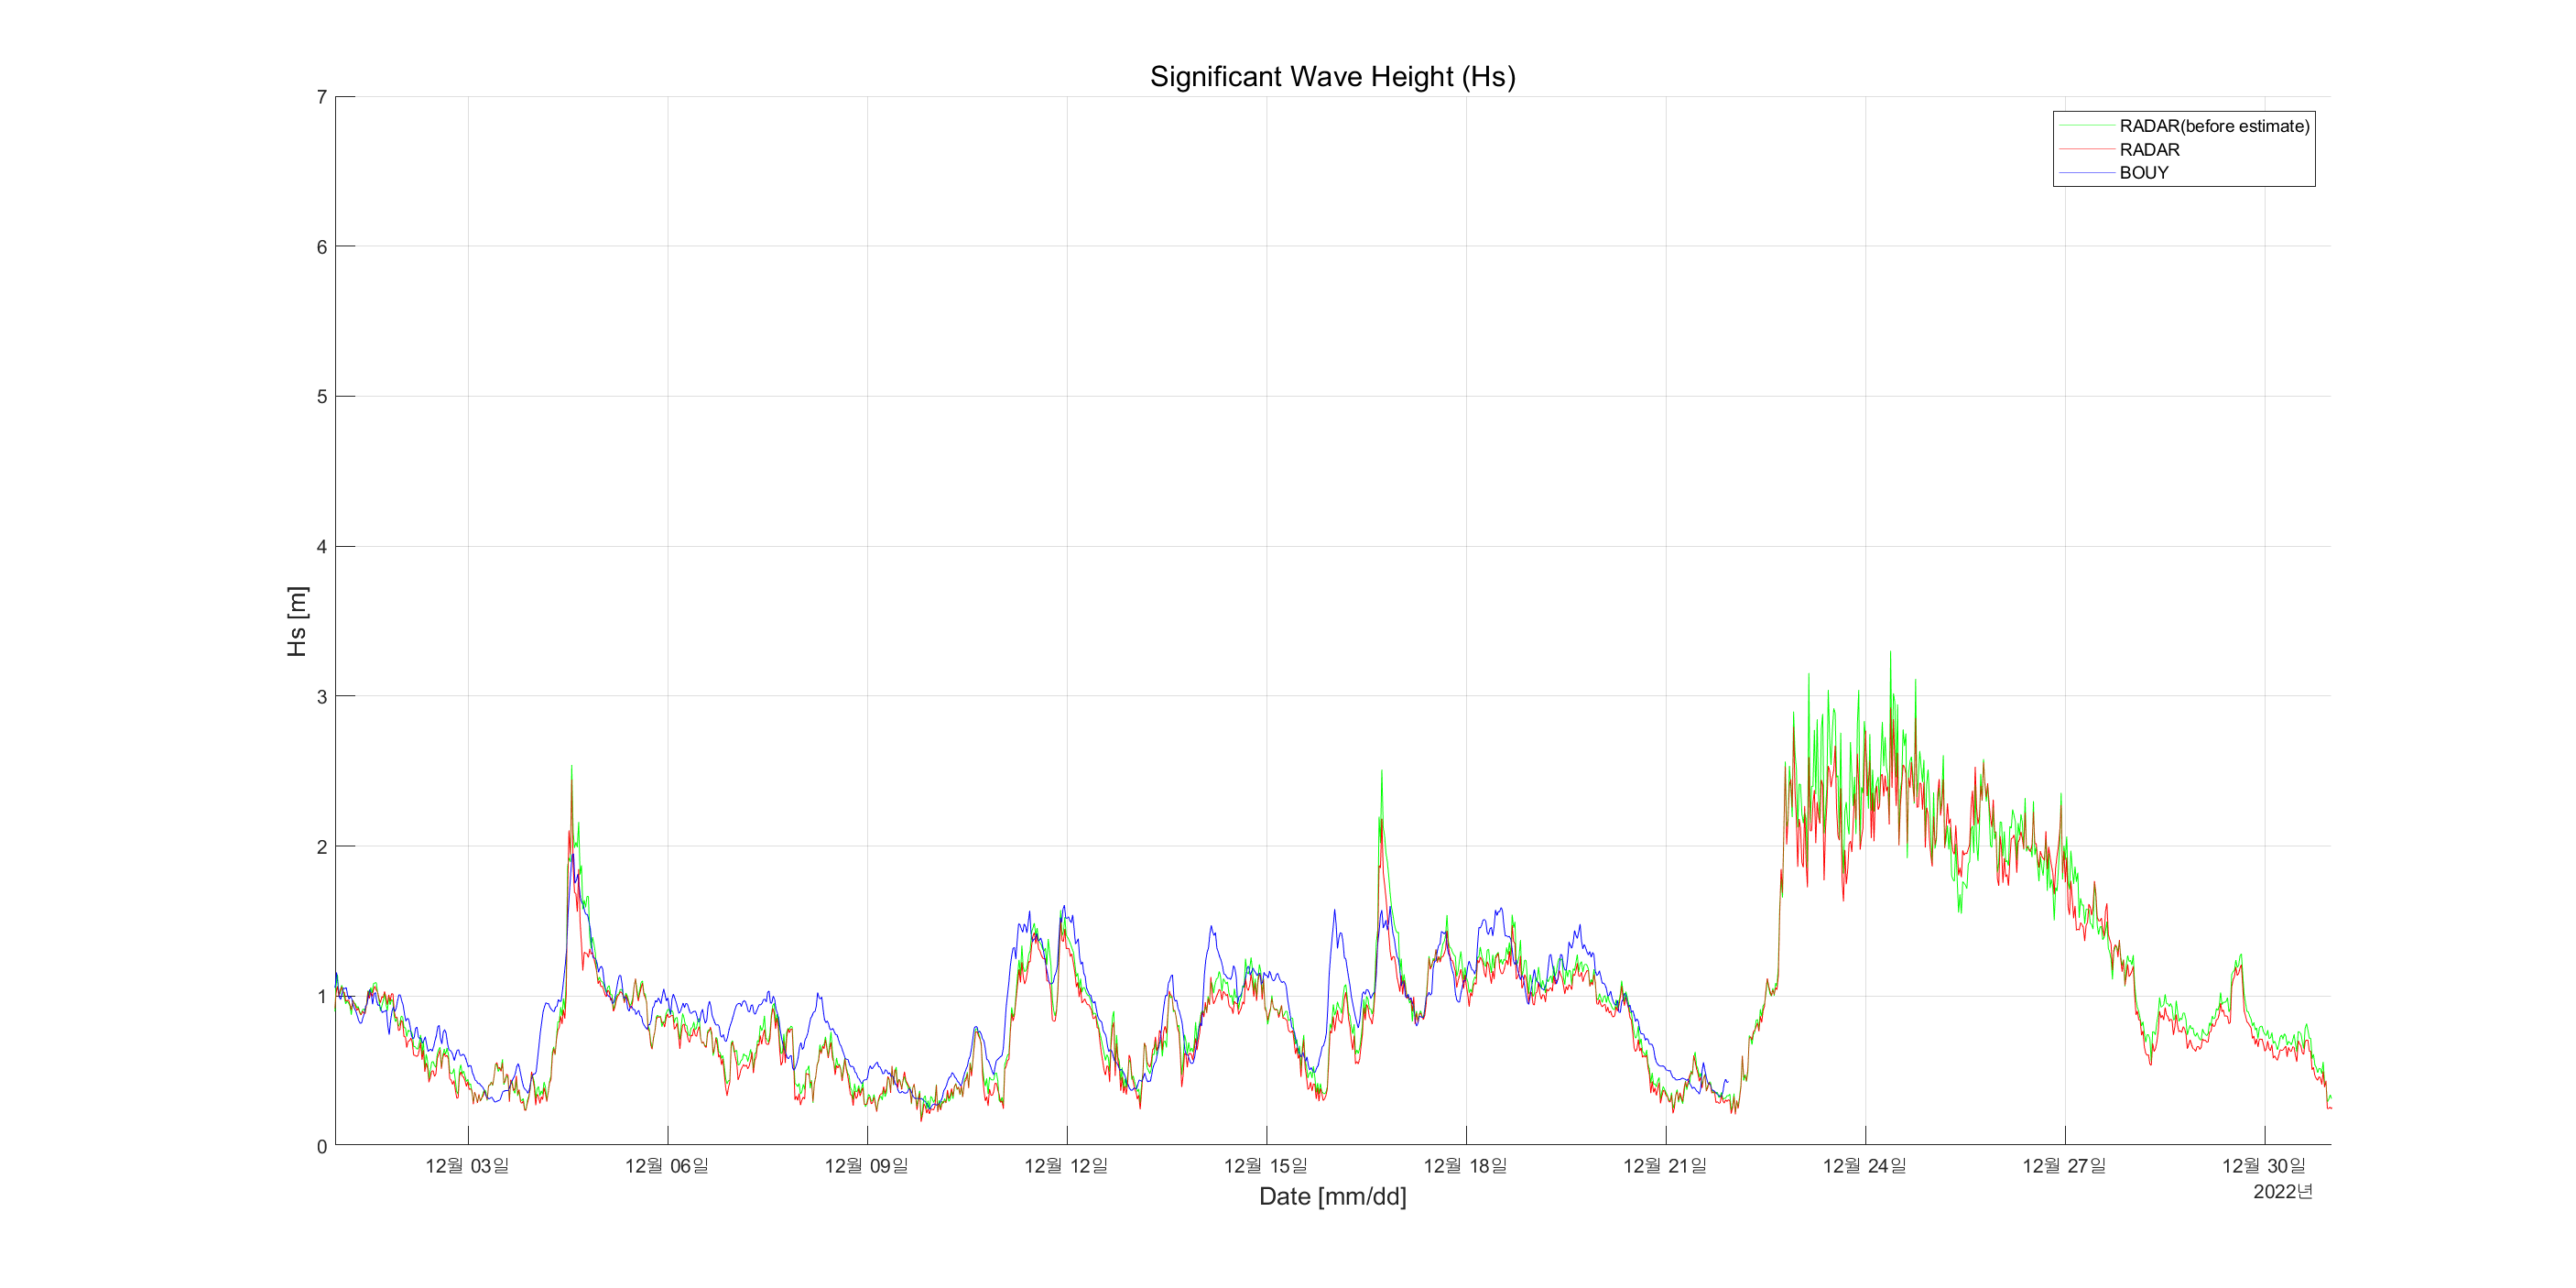 Significant Wave Height (Hs)
RADAR(before estimate)
RADAR
BOUY
7
6
5
4
3
2
1
0
Hs [m]
12월 03일
12월 06일
12월 09일
12월 12일
12월 15일
12월 18일
12월 21일
12월 24일
12월 27일
12월 30일
2022년
Date [mm/dd]